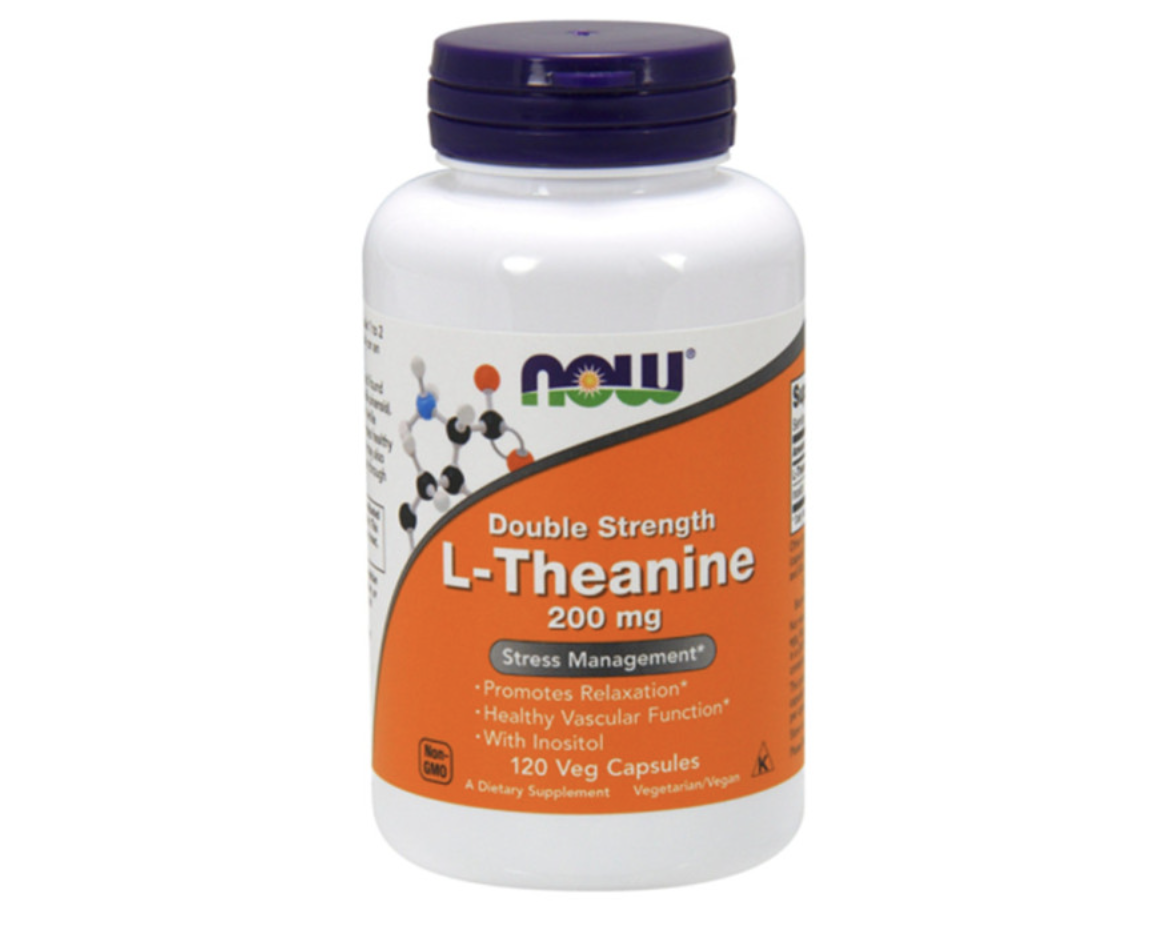 NOW®
Double Strength
L-Theanine
200 mg
Stress Management*
•Promotes Relaxation*
•Healthy Vascular Function*
•With Inositol
120 Veg Capsules
Non-
GMO
K
A Dietary Supplement Vegetarian/Vegan